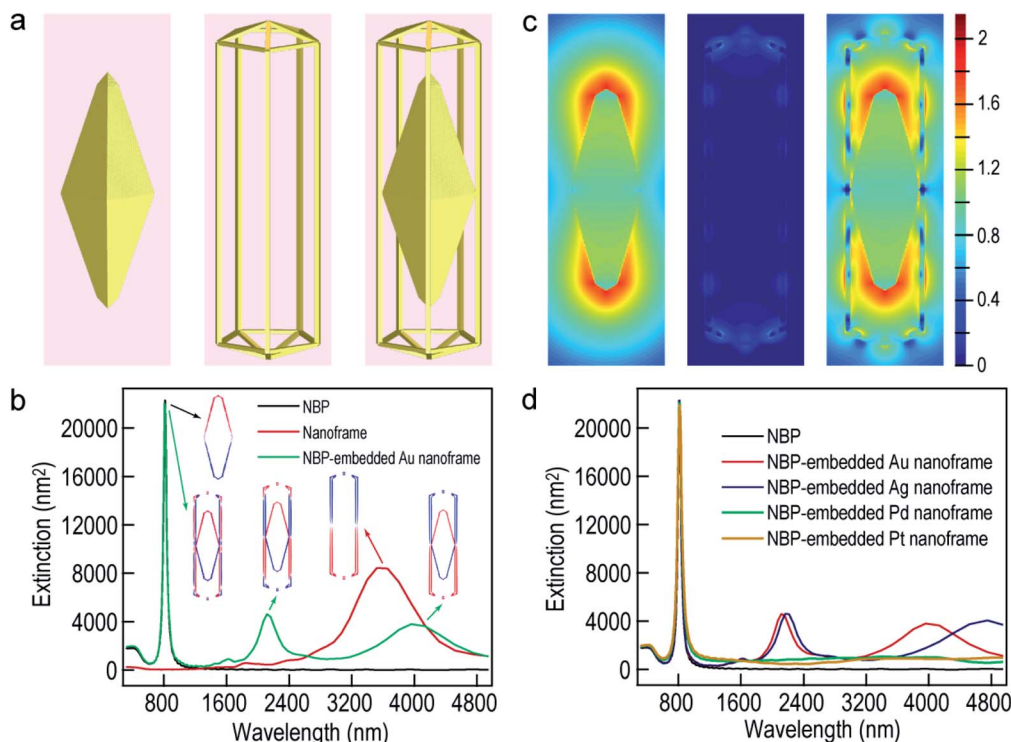 a
c
2
1.6
1.2
0.8
0.4
0
b
NBP
Nanoframe
NBP-embedded Au nanoframe
20000
16000
12000
8000
4000
0
Extinction (nm²)
800 1600 2400 3200 4000 4800
Wavelength (nm)
d
NBP
NBP-embedded Au nanoframe
NBP-embedded Ag nanoframe
NBP-embedded Pd nanoframe
NBP-embedded Pt nanoframe
20000
16000
12000
8000
4000
0
Extinction (nm²)
800 1600 2400 3200 4000 4800
Wavelength (nm)